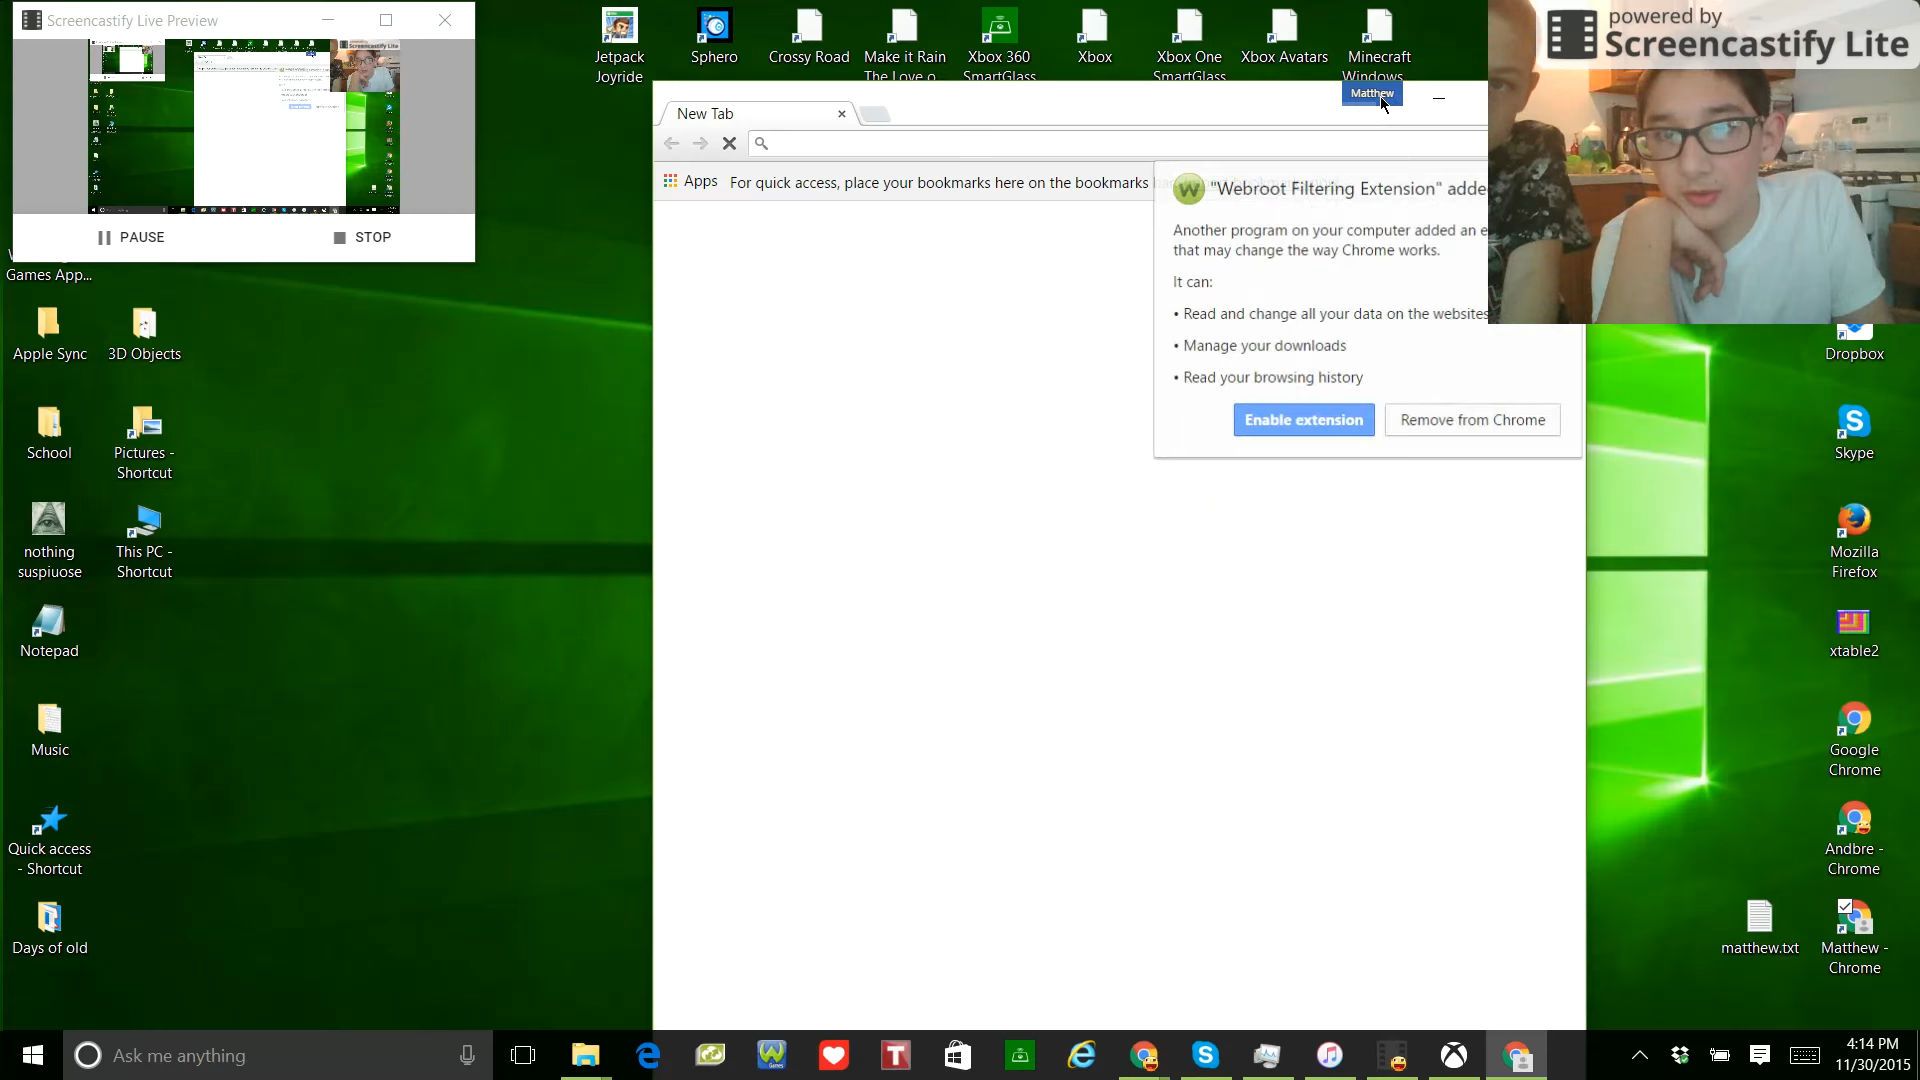 Screencastify Live Preview
PAUSE
STOP
Jetpack
Joyride
Sphero
Crossy Road
Make it Rain
The Love o...
Xbox 360
SmartGlass
Xbox
Xbox One
SmartGlass
Xbox Avatars
Minecraft
Windows...
powered by
Screencastify Lite
Matthew
New Tab
Apps
For quick access, place your bookmarks here on the bookmarks
W "Webroot Filtering Extension" adde
Another program on your computer added an e
that may change the way Chrome works.
It can:
• Read and change all your data on the websites
• Manage your downloads
• Read your browsing history
Enable extension
Remove from Chrome
Games App...
Apple Sync
3D Objects
School
Pictures -
Shortcut
nothing
suspiuose
This PC -
Shortcut
Notepad
Music
Quick access
- Shortcut
Days of old
Dropbox
Skype
Mozilla
Firefox
xtable2
Google
Chrome
Andbre -
Chrome
matthew.txt
Matthew -
Chrome
Ask me anything
4:14 PM
11/30/2015